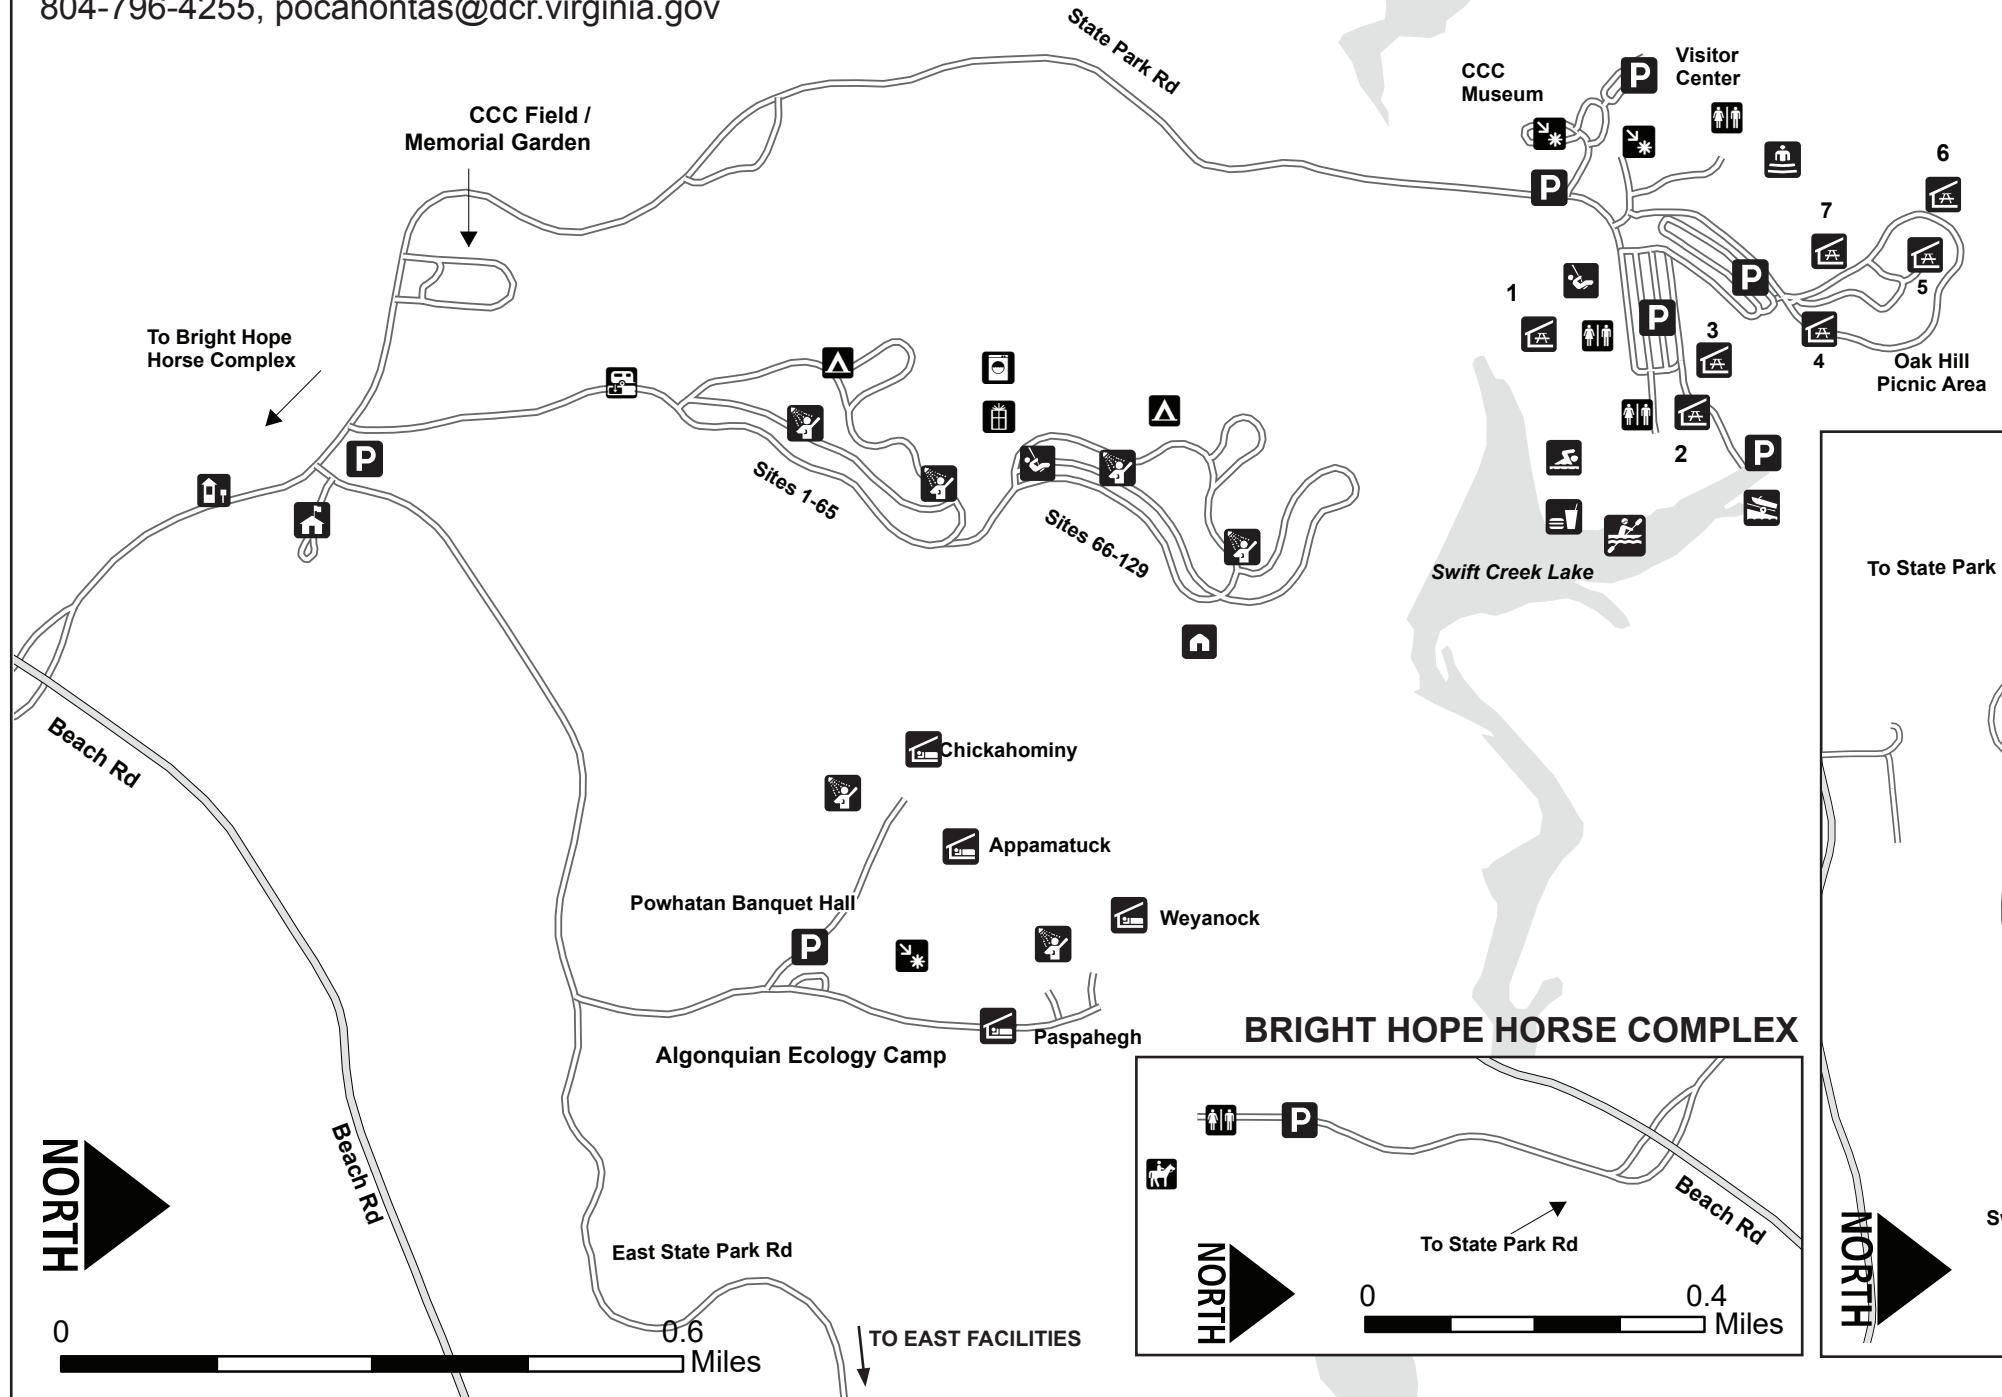 804-796-4255, pocahontas@dcr.virginia.gov
State Park Rd
CCC Field /
Memorial Garden
CCC
Museum
P
Visitor
Center
P
6
7
5
P
1
P
3
4
Oak Hill
Picnic Area
2
P
To Bright Hope
Horse Complex
P
Sites 1-65
Sites 66-129
Swift Creek Lake
To State Park
Beach Rd
Chickahominy
Appamatuck
Powhatan Banquet Hall
P
Weyanock
Paspahegh
Algonquian Ecology Camp
Beach Rd
East State Park Rd
TO EAST FACILITIES
NORTH
0
0.6
Miles
BRIGHT HOPE HORSE COMPLEX
P
Beach Rd
To State Park Rd
NORTH
0
0.4
Miles
NORTH